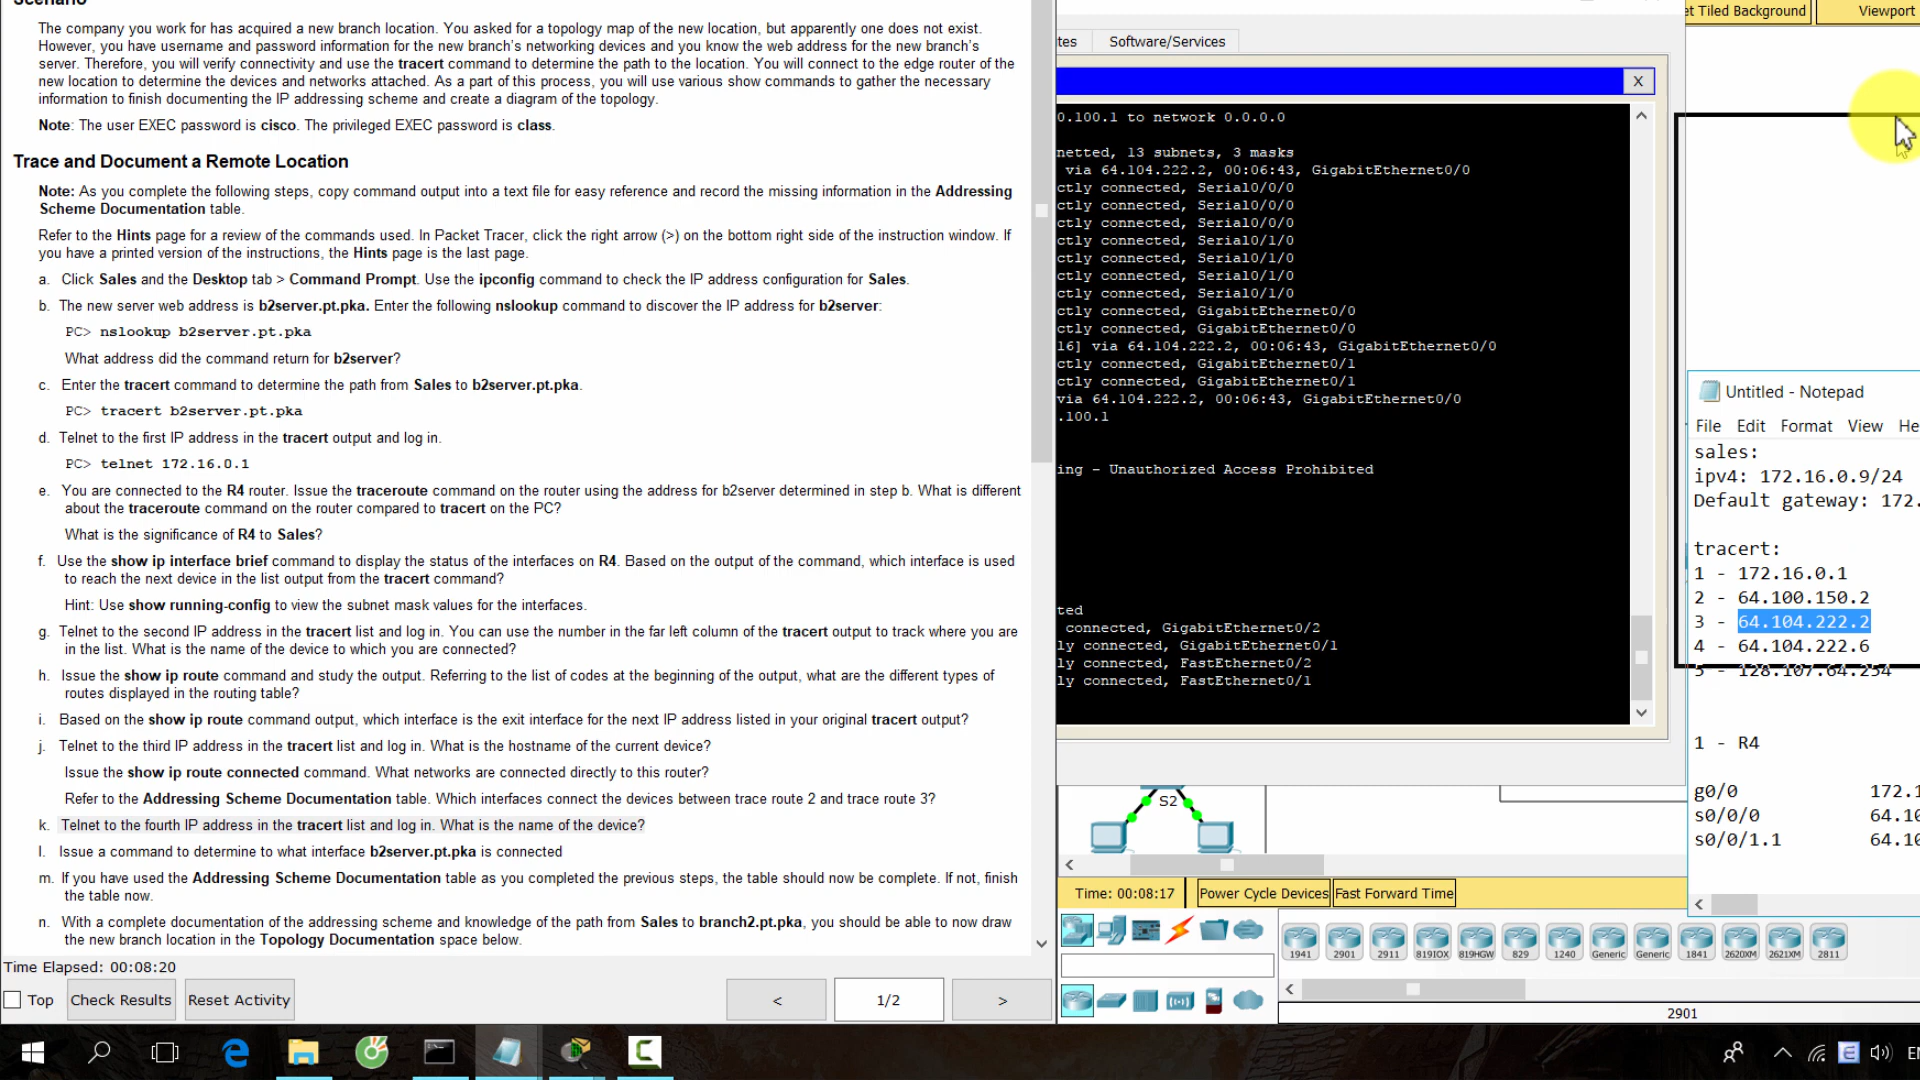 Scenario
The company you work for has acquired a new branch location. You asked for a topology map of the new location, but apparently one does not exist.
However, you have username and password information for the new branch's networking devices and you know the web address for the new branch's
server. Therefore, you will verify connectivity and use the tracert command to determine the path to the location. You will connect to the edge router of the
new location to determine the devices and networks attached. As a part of this process, you will use various show commands to gather the necessary
information to finish documenting the IP addressing scheme and create a diagram of the topology.
Note: The user EXEC password is cisco. The privileged EXEC password is class.
Trace and Document a Remote Location
Note: As you complete the following steps, copy command output into a text file for easy reference and record the missing information in the Addressing
Scheme Documentation table.
Refer to the Hints page for a review of the commands used. In Packet Tracer, click the right arrow (>) on the bottom right side of the instruction window. If
you have a printed version of the instructions, the Hints page is the last page.
a. Click Sales and the Desktop tab > Command Prompt. Use the ipconfig command to check the IP address configuration for Sales.
b. The new server web address is b2server.pt.pka. Enter the following nslookup command to discover the IP address for b2server:
PC> nslookup b2server.pt.pka
What address did the command return for b2server?
c. Enter the tracert command to determine the path from Sales to b2server.pt.pka.
PC> tracert b2server.pt.pka
d. Telnet to the first IP address in the tracert output and log in.
PC> telnet 172.16.0.1
e. You are connected to the R4 router. Issue the traceroute command on the router using the address for b2server determined in step b. What is different
about the traceroute command on the router compared to tracert on the PC?
What is the significance of R4 to Sales?
f. Use the show ip interface brief command to display the status of the interfaces on R4. Based on the output of the command, which interface is used
to reach the next device in the list output from the tracert command?
Hint: Use show running-config to view the subnet mask values for the interfaces.
g. Telnet to the second IP address in the tracert list and log in. You can use the number in the far left column of the tracert output to track where you are
in the list. What is the name of the device to which you are connected?
h. Issue the show ip route command and study the output. Referring to the list of codes at the beginning of the output, what are the different types of
routes displayed in the routing table?
i. Based on the show ip route command output, which interface is the exit interface for the next IP address listed in your original tracert output?
j. Telnet to the third IP address in the tracert list and log in. What is the hostname of the current device?
Issue the show ip route connected command. What networks are connected directly to this router?
Refer to the Addressing Scheme Documentation table. Which interfaces connect the devices between trace route 2 and trace route 3?
k. Telnet to the fourth IP address in the tracert list and log in. What is the name of the device?
l. Issue a command to determine to what interface b2server.pt.pka is connected
m. If you have used the Addressing Scheme Documentation table as you completed the previous steps, the table should now be complete. If not, finish
the table now.
n. With a complete documentation of the addressing scheme and knowledge of the path from Sales to branch2.pt.pka, you should be able to now draw
the new branch location in the Topology Documentation space below.
Time Elapsed: 00:08:20
Top
Check Results
Reset Activity
<
1/2
>
tes
Software/Services
X
0.100.1 to network 0.0.0.0
netted, 13 subnets, 3 masks
via 64.104.222.2, 00:06:43, GigabitEthernet0/0
ctly connected, Serial0/0/0
ctly connected, Serial0/0/0
ctly connected, Serial0/0/0
ctly connected, Serial0/1/0
ctly connected, Serial0/1/0
ctly connected, Serial0/1/0
ctly connected, Serial0/1/0
ctly connected, GigabitEthernet0/0
ctly connected, GigabitEthernet0/0
16] via 64.104.222.2, 00:06:43, GigabitEthernet0/0
ctly connected, GigabitEthernet0/1
ctly connected, GigabitEthernet0/1
via 64.104.222.2, 00:06:43, GigabitEthernet0/0
.100.1
ing - Unauthorized Access Prohibited
ted
connected, GigabitEthernet0/2
ly connected, GigabitEthernet0/1
ly connected, FastEthernet0/2
ly connected, FastEthernet0/1
S2
Time: 00:08:17
Power Cycle Devices
Fast Forward Time
1941
2901
2911
819IOX
819HGW
829
1240
Generic
Generic
1841
2620XM
2621XM
2811
2901
et Tiled Background
Viewport
Untitled - Notepad
File Edit Format View He
sales:
ipv4: 172.16.0.9/24
Default gateway: 172.
tracert:
1 - 172.16.0.1
2 - 64.100.150.2
3 - 64.104.222.2
4 - 64.104.222.6
5 - 128.107.64.254
1 - R4
g0/0 172.1
s0/0/0 64.10
s0/0/1.1 64.10
EN